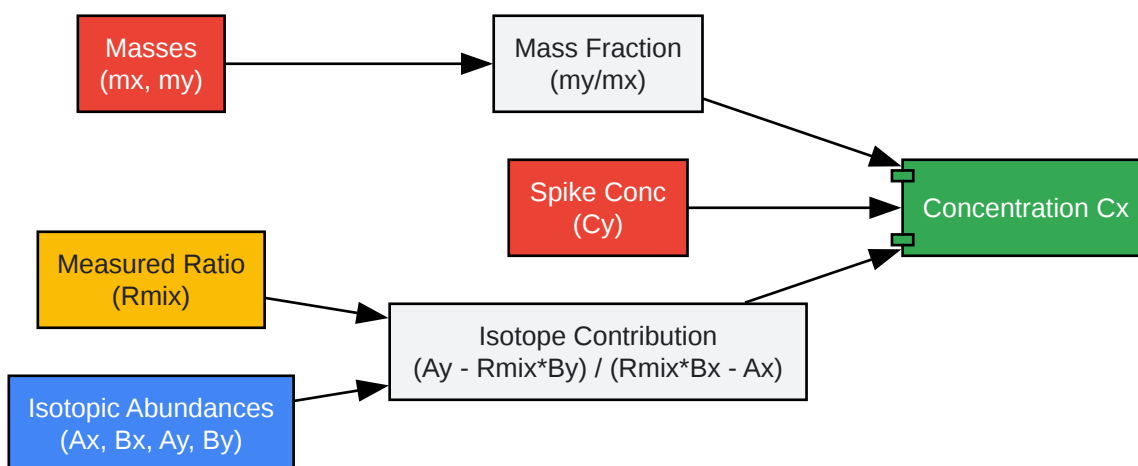 Masses
(mx, my)
Mass Fraction
(my/mx)
Spike Conc
(Cy)
Concentration Cx
Measured Ratio
(Rmix)
Isotope Contribution
(Ay - Rmix*By) / (Rmix*Bx - Ax)
Isotopic Abundances
(Ax, Bx, Ay, By)